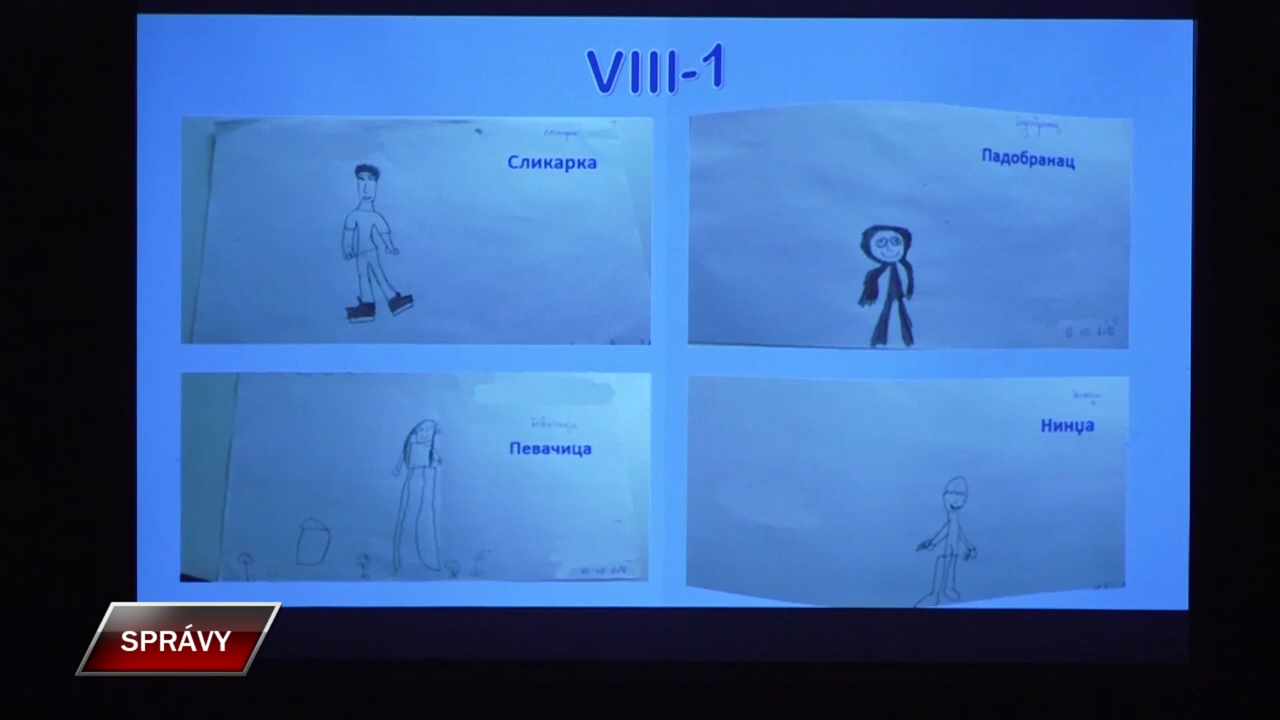 VIII-1
Сликарка
Падобранац
Певачица
Нинџа
SPRÁVY